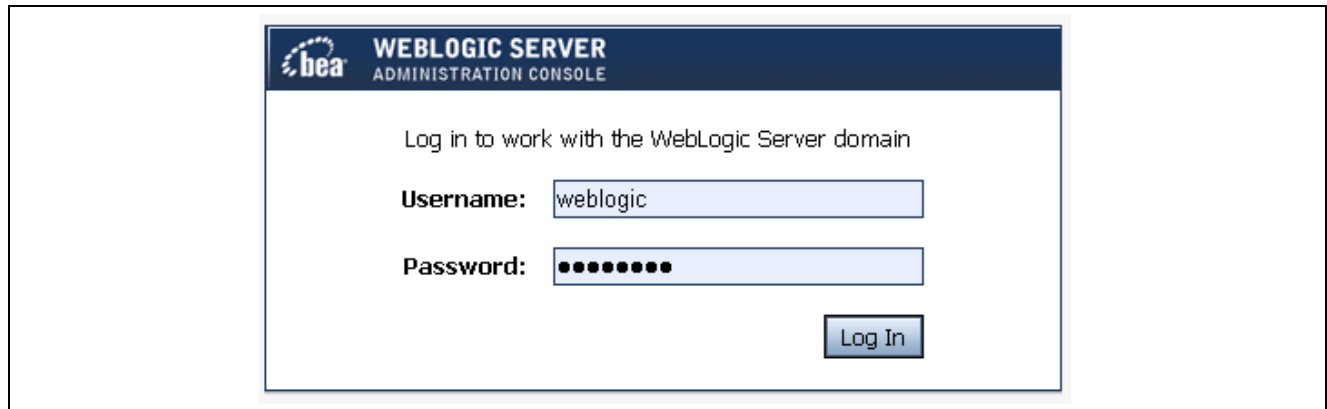 bea
WEBLOGIC SERVER
ADMINISTRATION CONSOLE
Log in to work with the WebLogic Server domain
Username: weblogic
Password: ●●●●●●●●
Log In